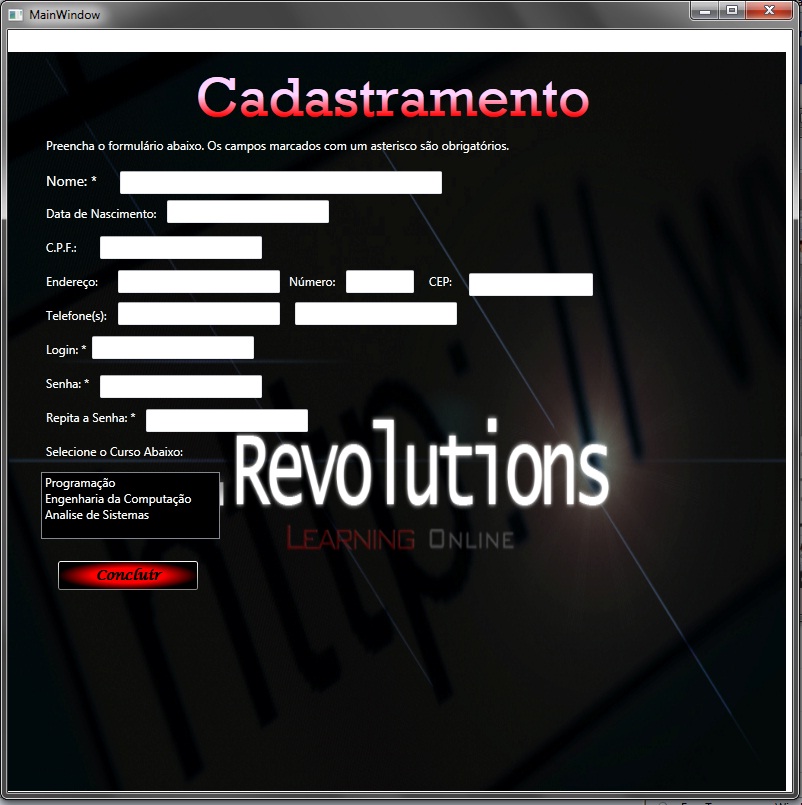 MainWindow
Cadastramento
Preencha o formulário abaixo. Os campos marcados com um asterisco são obrigatórios.
Nome: *
Data de Nascimento:
C.P.F.:
Endereço: Número: CEP:
Telefone(s):
Login: *
Senha: *
Repita a Senha: *
Selecione o Curso Abaixo:
Programação
Engenharia da Computação
Analise de Sistemas
.Revolutions
Learning Online
Concluir
http://w